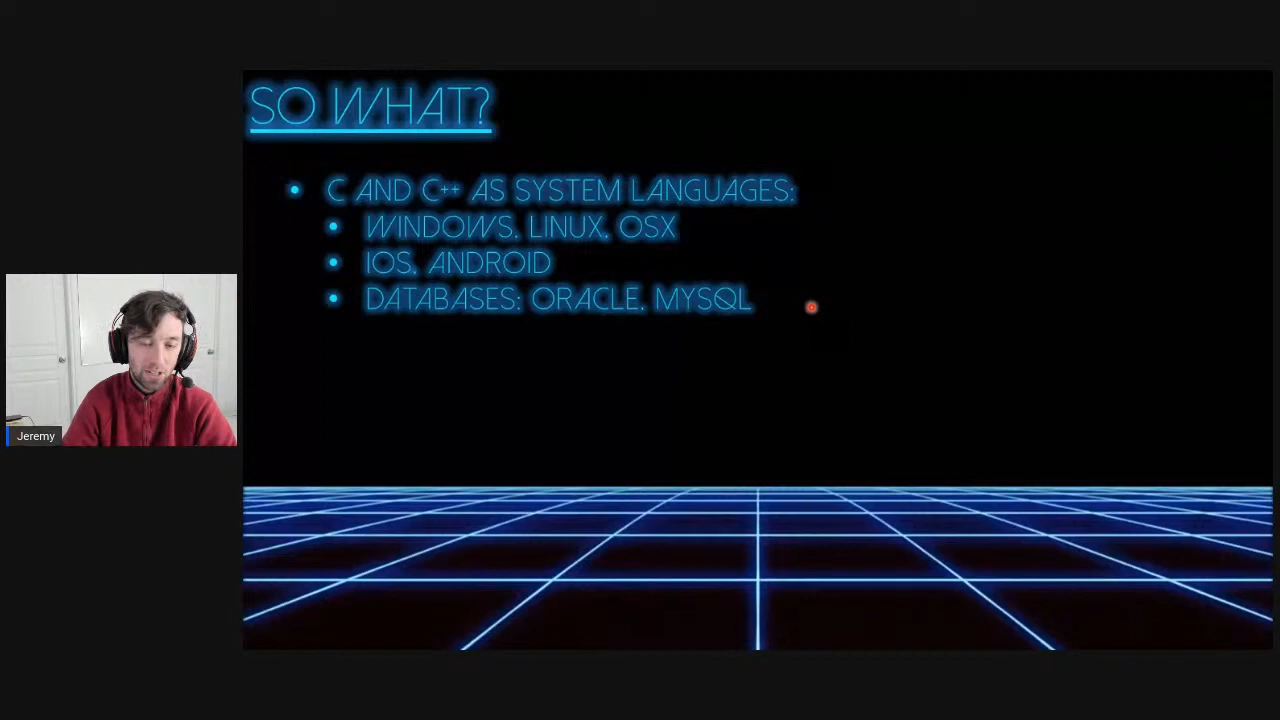 SO WHAT?
• C AND C++ AS SYSTEM LANGUAGES:
• WINDOWS, LINUX, OSX
• IOS, ANDROID
• DATABASES: ORACLE, MYSQL
Jeremy